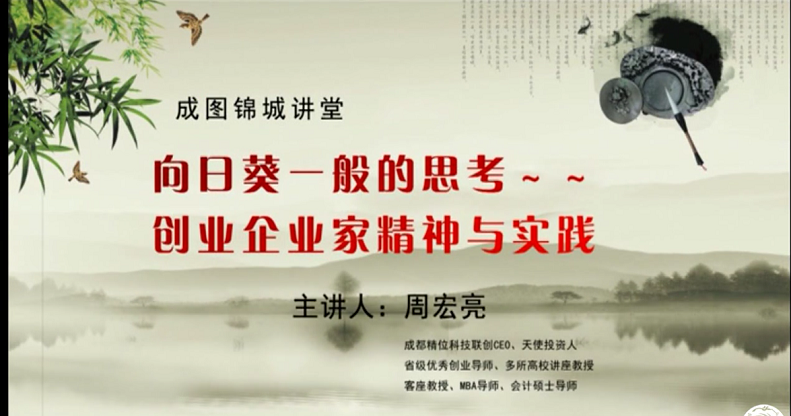 成图锦城讲堂
向日葵一般的思考～～
创业企业家精神与实践
主讲人：周宏亮
成都精位科技联创CEO、天使投资人
省级优秀创业导师、多所高校讲座教授
客座教授、MBA导师、会计硕士导师